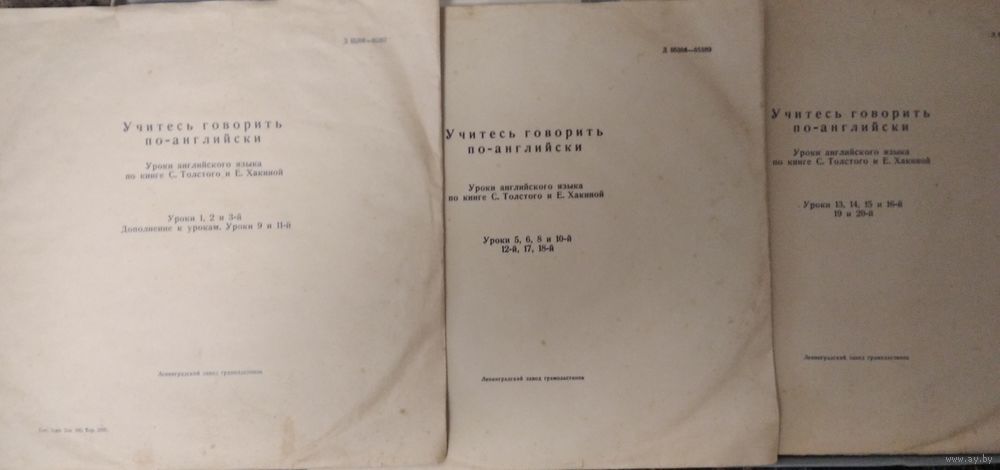 Учитесь говорить
по-английски
Уроки английского языка
по книге С. Толстого и Е. Хакиной
Уроки 1, 2 и 3-й
Дополнение к урокам. Уроки 9 и 11-й
Ленинградский завод грампластинок
Учитесь говорить
по-английски
Уроки английского языка
по книге С. Толстого и Е. Хакиной
Уроки 5, 6, 8 и 10-й
12-й, 17, 18-й
Ленинградский завод грампластинок
Учитесь говорить
по-английски
Уроки английского языка
по книге С. Толстого и Е. Хакиной
Уроки 13, 14, 15 и 16-й
19 и 20-й
Ленинградский завод грампластинок
www.ay.by